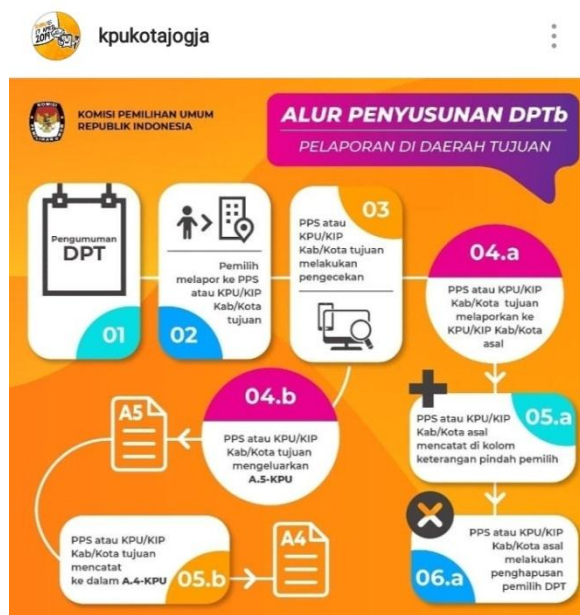 kpukotajogja
KOMISI PEMILIHAN UMUM
REPUBLIK INDONESIA
ALUR PENYUSUNAN DPTb
PELAPORAN DI DAERAH TUJUAN
Pengumuman
DPT
01
Pemilih
melapor ke PPS
atau KPU/KIP
Kab/Kota
tujuan
02
03
PPS atau
KPU/KIP
Kab/Kota tujuan
melakukan
pengecekan
04.a
PPS atau KPU/KIP
Kab/Kota tujuan
melaporkan ke
KPU/KIP Kab/Kota
asal
04.b
PPS atau KPU/KIP
Kab/Kota tujuan
mengeluarkan
A.5-KPU
A5
05.a
PPS atau KPU/KIP
Kab/Kota asal
mencatat di kolom
keterangan pindah pemilih
PPS atau KPU/KIP
Kab/Kota tujuan
mencatat
ke dalam A.4-KPU
05.b
A4
PPS atau KPU/KIP
Kab/Kota asal
melakukan
penghapusan
pemilih DPT
06.a